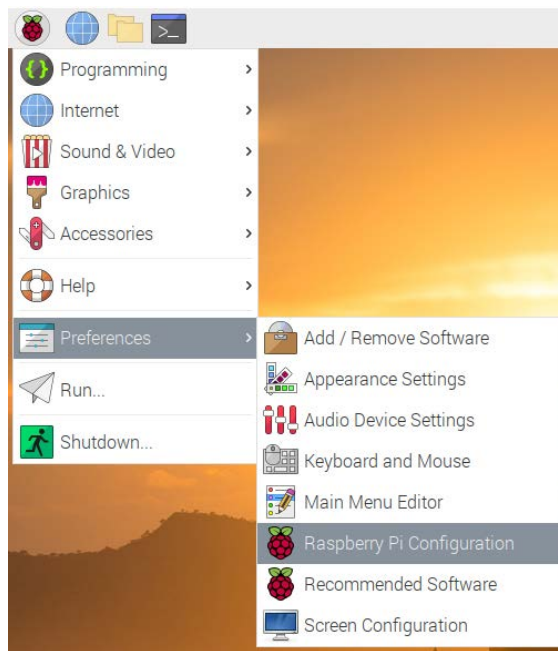 >_
Programming
Internet
Sound & Video
Graphics
Accessories
Help
Preferences
Run...
Shutdown...
Add / Remove Software
Appearance Settings
Audio Device Settings
Keyboard and Mouse
Main Menu Editor
Raspberry Pi Configuration
Recommended Software
Screen Configuration